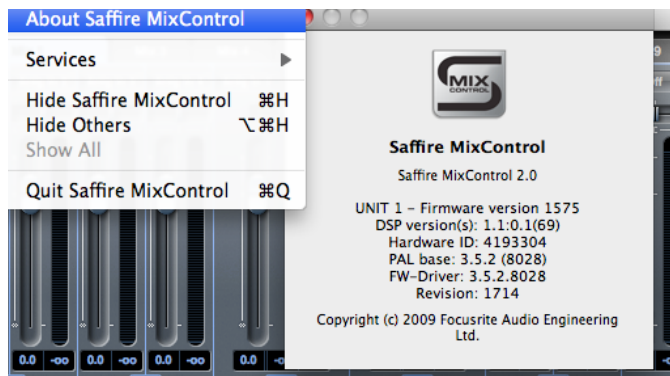 About Saffire MixControl
Services
Hide Saffire MixControl ⌘H
Hide Others ⌥⌘H
Show All
Quit Saffire MixControl ⌘Q
MIX
CONTROL
Saffire MixControl
Saffire MixControl 2.0
UNIT 1 – Firmware version 1575
DSP version(s): 1.1:0.1(69)
Hardware ID: 4193304
PAL base: 3.5.2 (8028)
FW-Driver: 3.5.2.8028
Revision: 1714
Copyright (c) 2009 Focusrite Audio Engineering
Ltd.
0.0 -oo 0.0 -oo 0.0 -oo 0.0